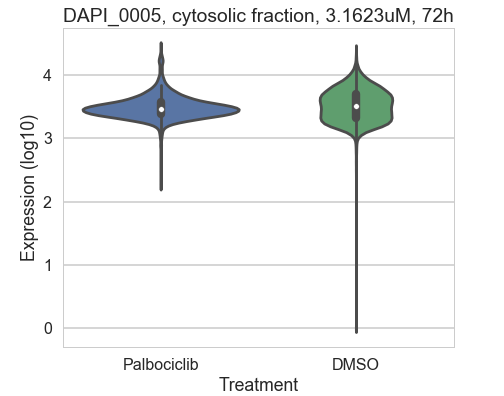 DAPI_0005, cytosolic fraction, 3.1623uM, 72h
4
3
2
1
0
Expression (log10)
Palbociclib
DMSO
Treatment